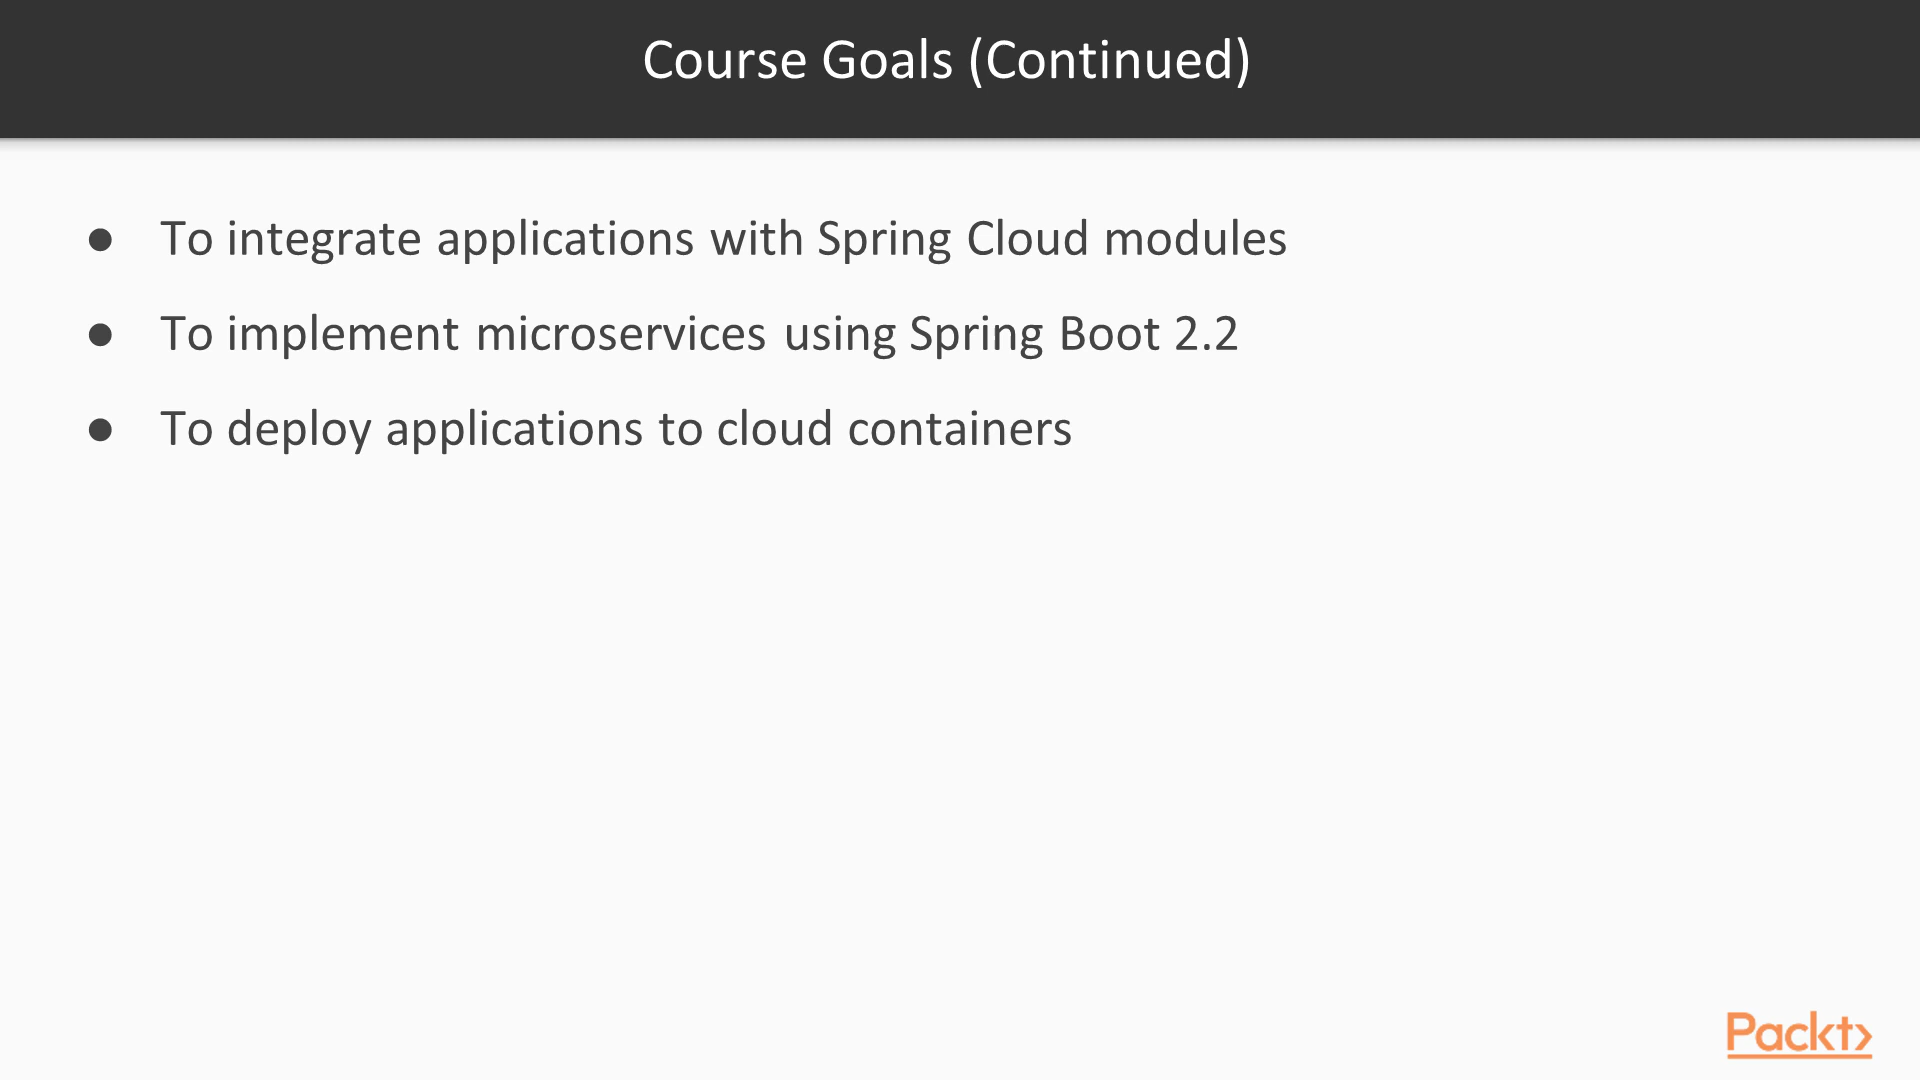 Course Goals (Continued)
● To integrate applications with Spring Cloud modules
● To implement microservices using Spring Boot 2.2
● To deploy applications to cloud containers
Packt>